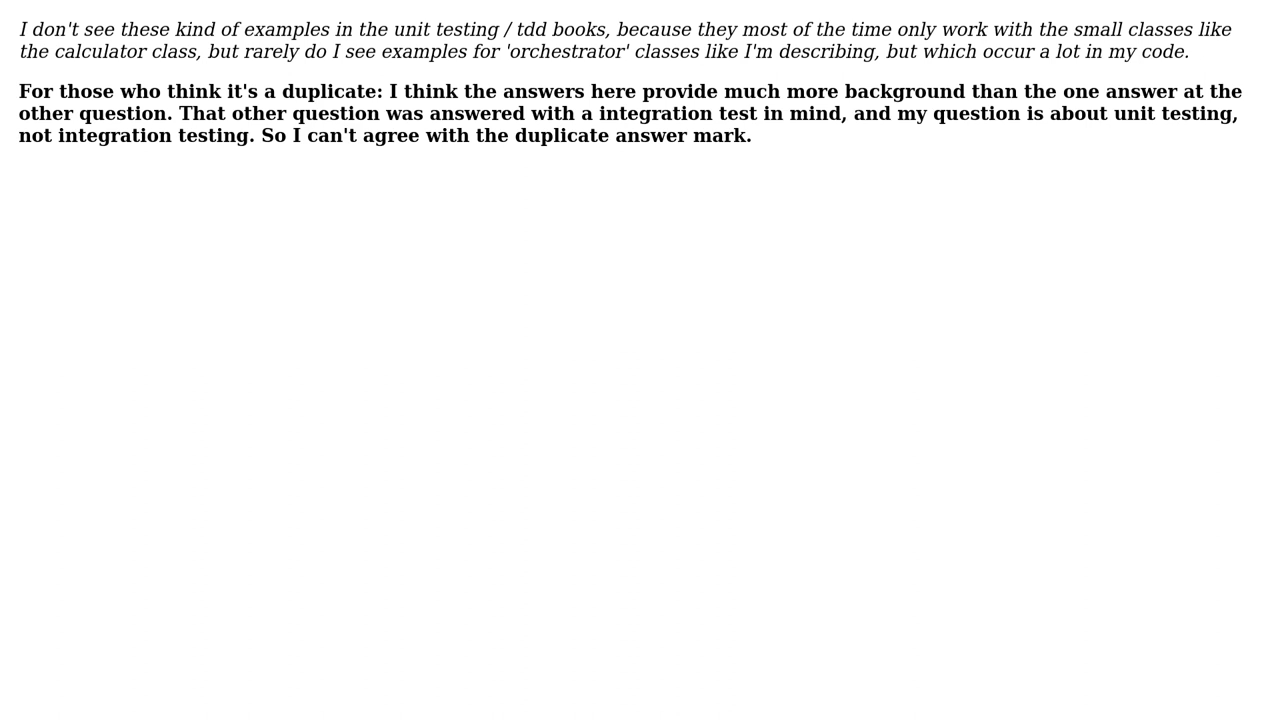 I don't see these kind of examples in the unit testing / tdd books, because they most of the time only work with the small classes like
the calculator class, but rarely do I see examples for 'orchestrator' classes like I'm describing, but which occur a lot in my code.
For those who think it's a duplicate: I think the answers here provide much more background than the one answer at the
other question. That other question was answered with a integration test in mind, and my question is about unit testing,
not integration testing. So I can't agree with the duplicate answer mark.